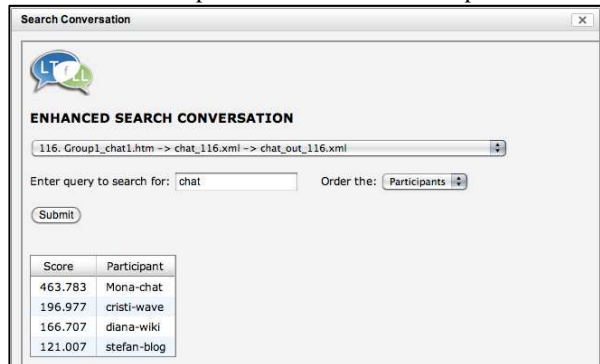 Search Conversation
LT
LL
ENHANCED SEARCH CONVERSATION
116. Group1_chat1.htm -> chat_116.xml -> chat_out_116.xml
Enter query to search for: chat Order the: Participants
Submit
Score Participant
463.783 Mona-chat
196.977 cristi-wave
166.707 diana-wiki
121.007 stefan-blog